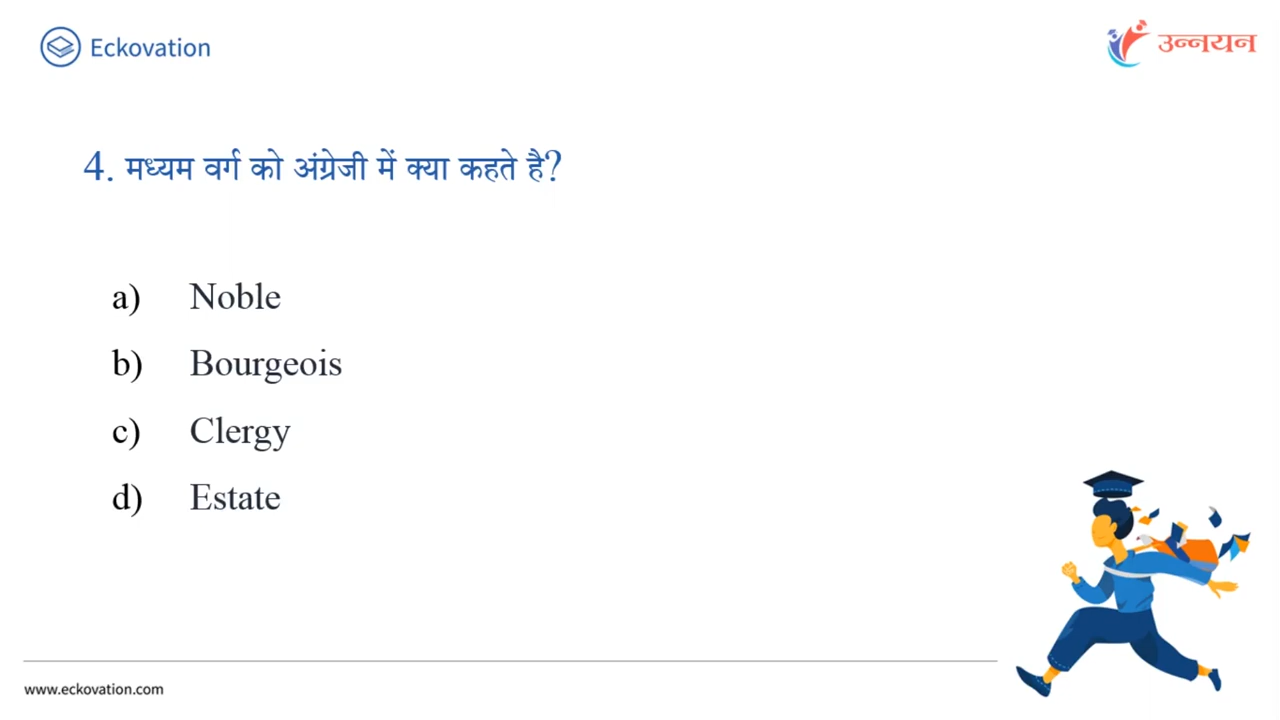 Eckovation
उन्नयन
4. मध्यम वर्ग को अंग्रेजी में क्या कहते है?
a) Noble
b) Bourgeois
c) Clergy
d) Estate
www.eckovation.com